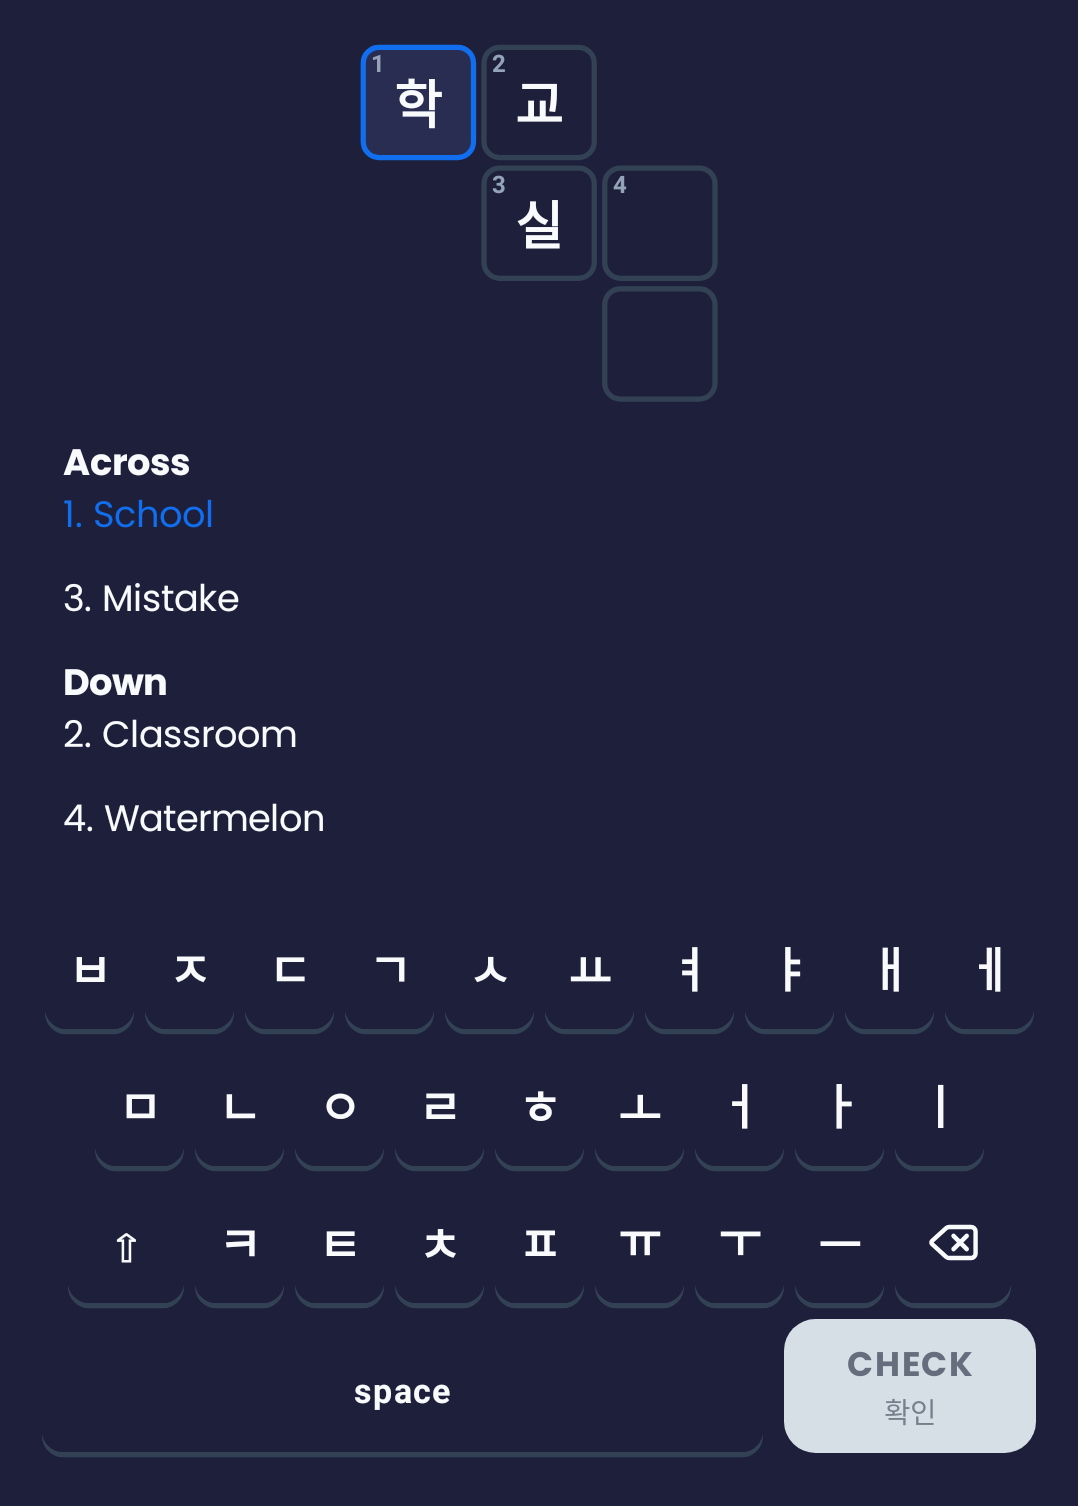 1 학 2 교
3 실 4
Across
1. School
3. Mistake
Down
2. Classroom
4. Watermelon
ㅂ ㅈ ㄷ ㄱ ㅅ ㅛ ㅕ ㅑ ㅐ ㅔ
ㅁ ㄴ ㅇ ㄹ ㅎ ㅗ ㅓ ㅏ ㅣ
⇧ ㅋ ㅌ ㅊ ㅍ ㅠ ㅜ ㅡ
space
CHECK
확인